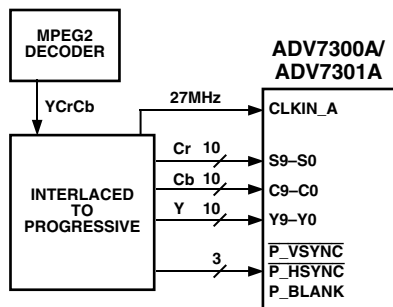 MPEG2
DECODER
ADV7300A/
ADV7301A
YCrCb
27MHz
CLKIN_A
INTERLACED
TO
PROGRESSIVE
Cr 10
S9–S0
Cb 10
C9–C0
Y 10
Y9–Y0
P_VSYNC
3
P_HSYNC
P_BLANK